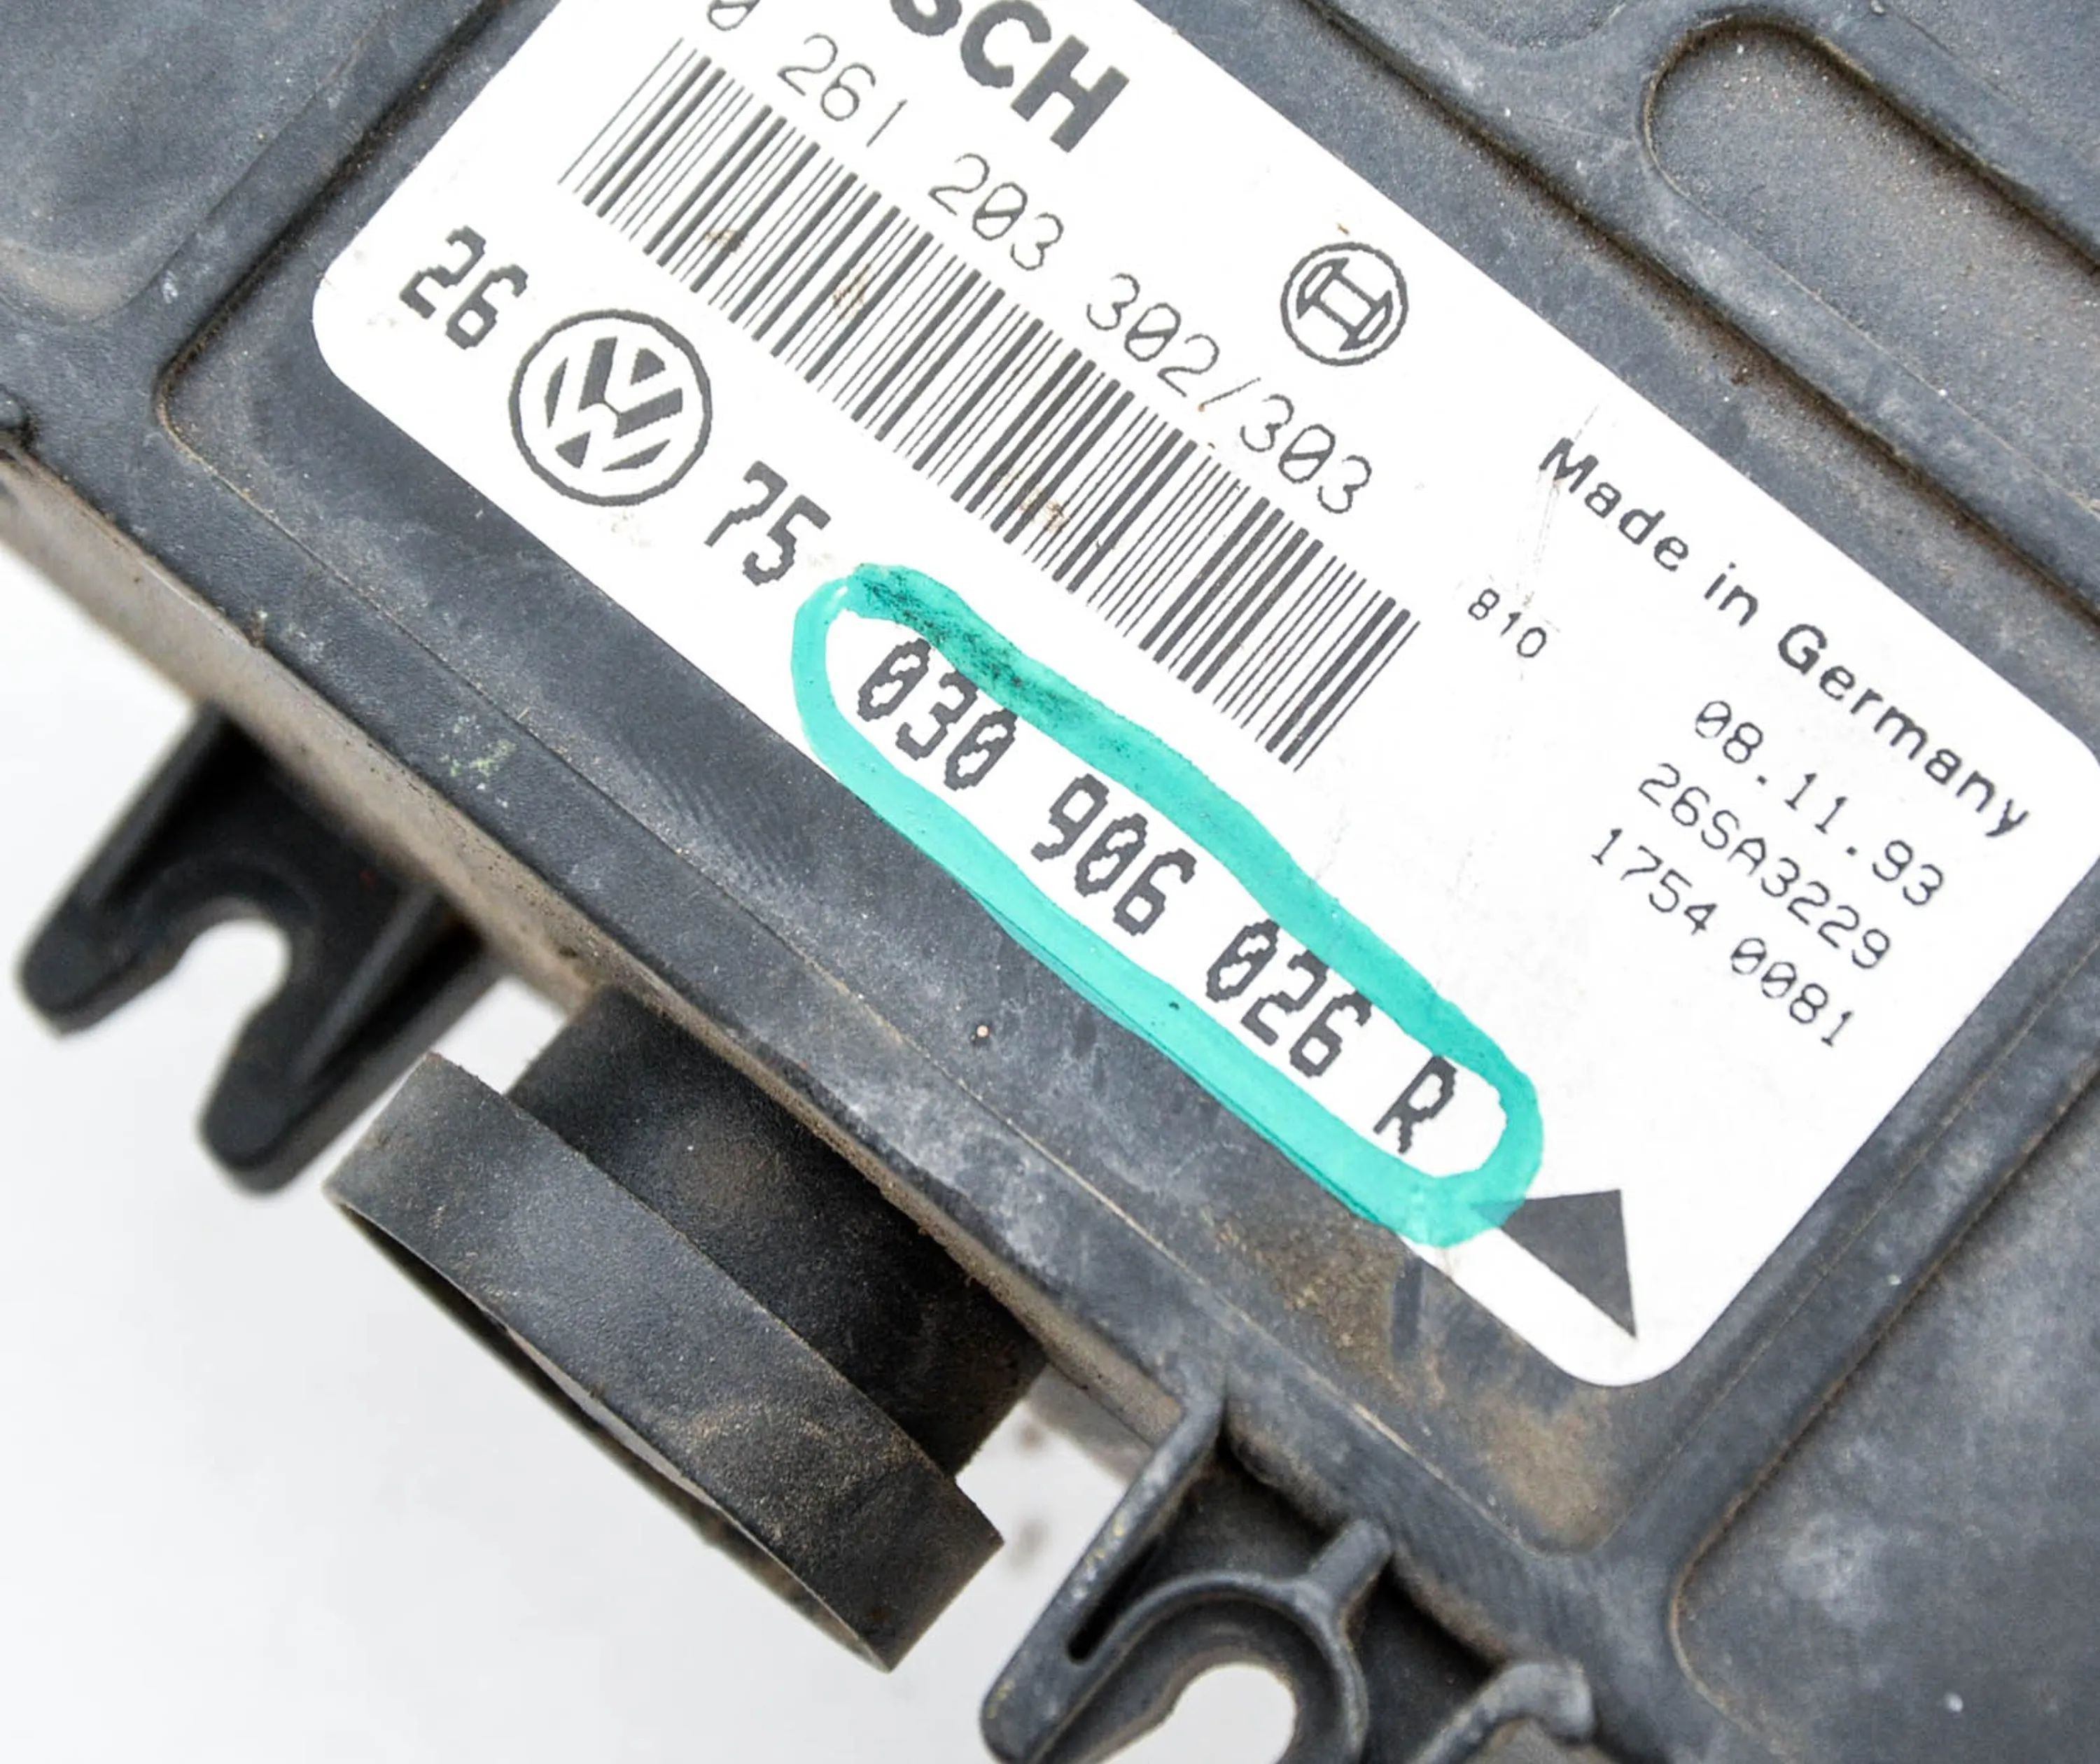 SCH
0 261 203 302/303
26 VW 75
810
030 906 026 R
Made in Germany
08.11.93
26SA3229
1754 0081